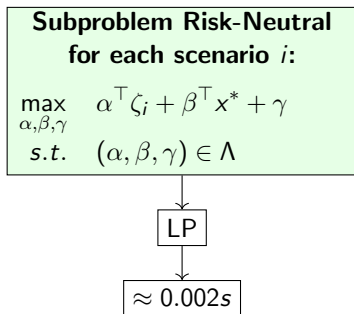 Subproblem Risk-Neutral
for each scenario i:
max α⊤ζᵢ + β⊤x* + γ
α,β,γ
s.t. (α, β, γ) ∈ Λ
LP
≈ 0.002s